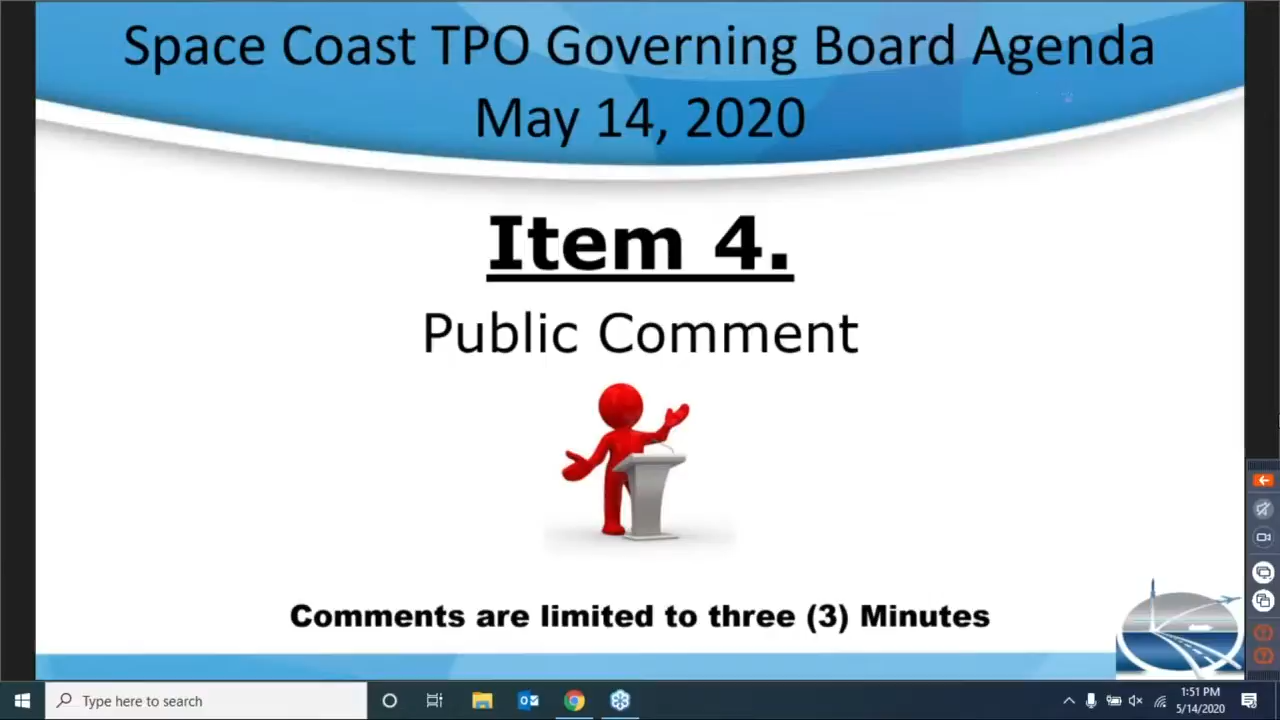 Space Coast TPO Governing Board Agenda
May 14, 2020
Item 4.
Public Comment
Comments are limited to three (3) Minutes
Type here to search
1:51 PM
5/14/2020